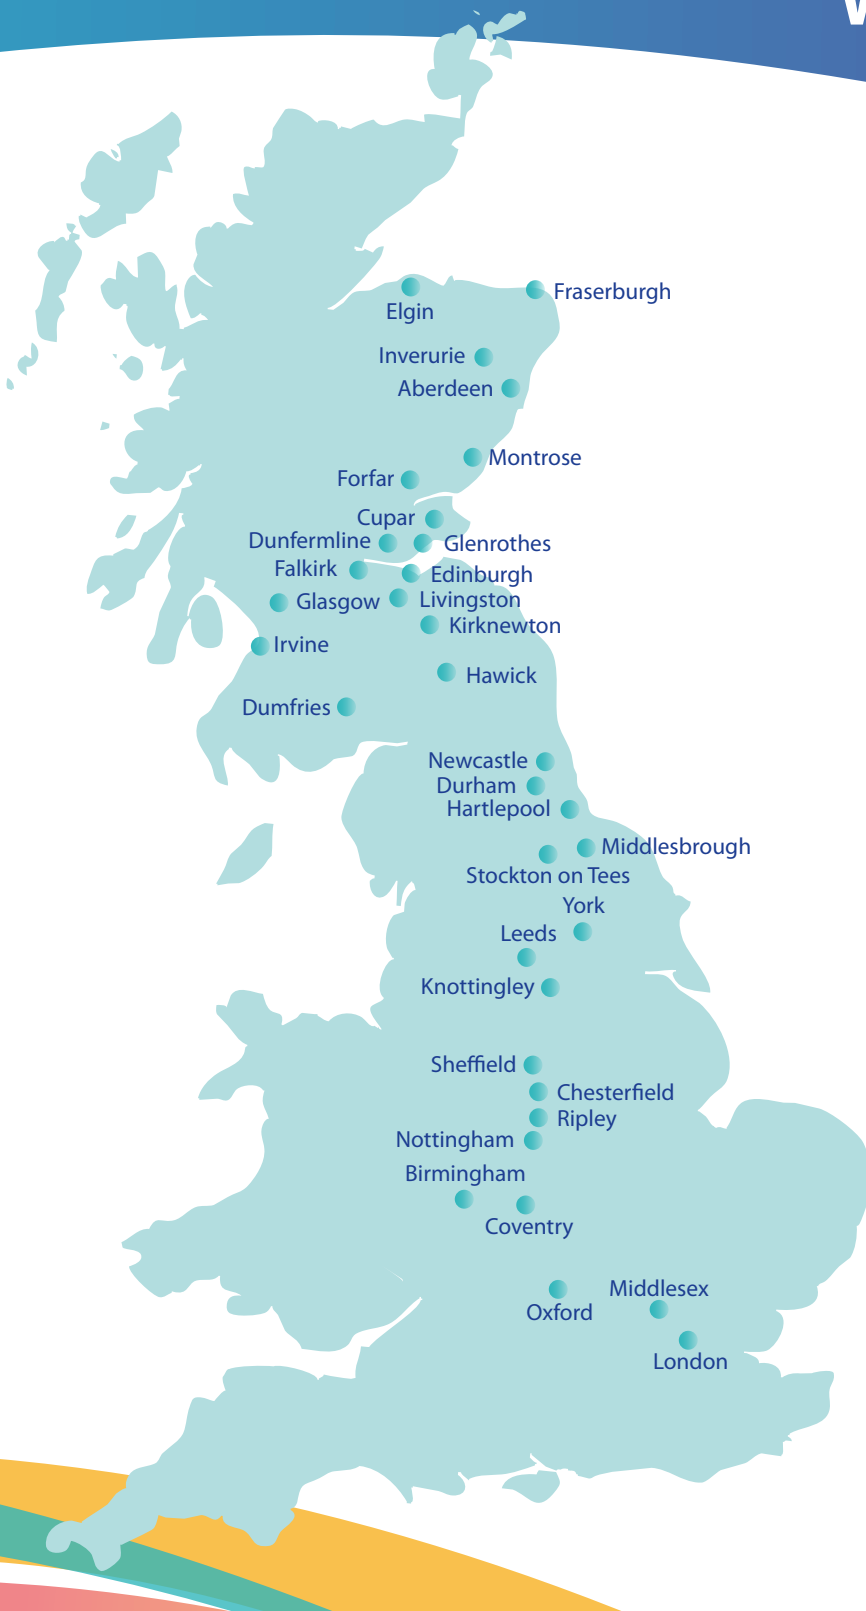 Elgin
Fraserburgh
Inverurie
Aberdeen
Montrose
Forfar
Cupar
Dunfermline
Glenrothes
Falkirk
Edinburgh
Glasgow
Livingston
Kirknewton
Irvine
Hawick
Dumfries
Newcastle
Durham
Hartlepool
Middlesbrough
Stockton on Tees
York
Leeds
Knottingley
Sheffield
Chesterfield
Ripley
Nottingham
Birmingham
Coventry
Middlesex
Oxford
London